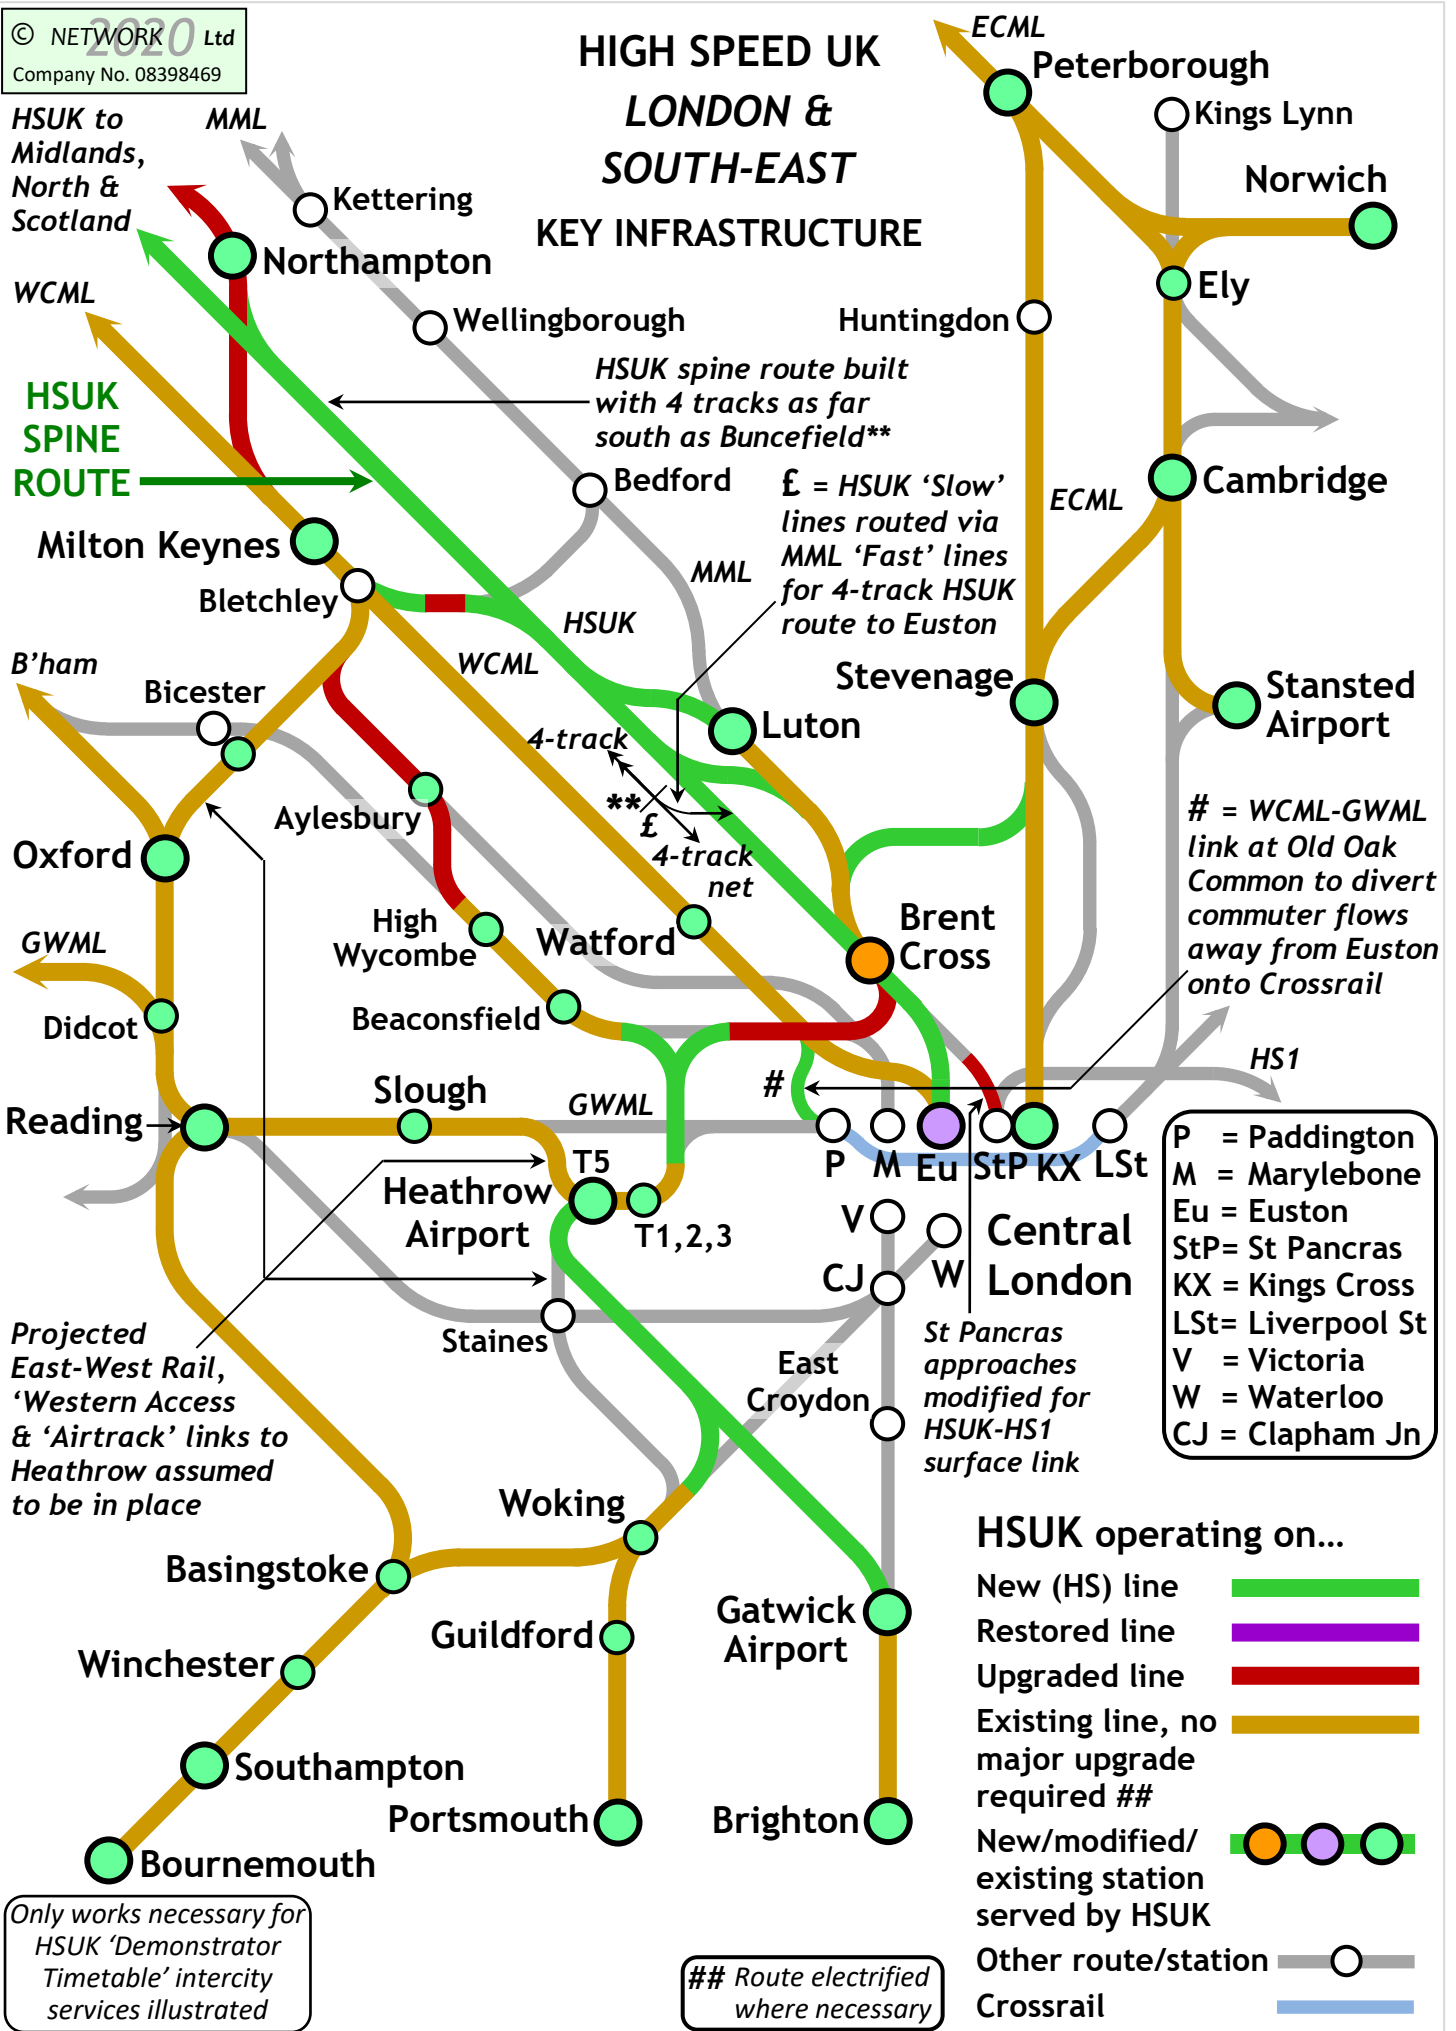 © NETWORK 2020 Ltd
Company No. 08398469
HIGH SPEED UK
LONDON &
SOUTH-EAST
KEY INFRASTRUCTURE
ECML
Peterborough
Kings Lynn
Norwich
HSUK to
Midlands,
North &
Scotland
MML
Kettering
Northampton
WCML
Wellingborough
Huntingdon
Ely
HSUK spine route built
with 4 tracks as far
south as Buncefield**
HSUK
SPINE
ROUTE
Bedford
£ = HSUK ‘Slow’
lines routed via
MML ‘Fast’ lines
for 4-track HSUK
route to Euston
ECML
Cambridge
Milton Keynes
Bletchley
MML
HSUK
WCML
B’ham
Bicester
Stevenage
Stansted
Airport
Luton
4-track
**
£
4-track
net
Aylesbury
Oxford
# = WCML-GWML
link at Old Oak
Common to divert
commuter flows
away from Euston
onto Crossrail
High
Wycombe
Watford
Brent
Cross
GWML
Didcot
Beaconsfield
HS1
Slough
GWML
#
Reading
P M Eu StP KX LSt
T5
Heathrow
Airport
T1,2,3
V
W
CJ
Central
London
P = Paddington
M = Marylebone
Eu = Euston
StP= St Pancras
KX = Kings Cross
LSt= Liverpool St
V = Victoria
W = Waterloo
CJ = Clapham Jn
Staines
Projected
East-West Rail,
‘Western Access
& ‘Airtrack’ links to
Heathrow assumed
to be in place
East
Croydon
St Pancras
approaches
modified for
HSUK-HS1
surface link
Woking
Basingstoke
Guildford
Gatwick
Airport
Winchester
Southampton
Portsmouth
Brighton
Bournemouth
HSUK operating on…
New (HS) line
Restored line
Upgraded line
Existing line, no
major upgrade
required ##
New/modified/
existing station
served by HSUK
Other route/station
Crossrail
Only works necessary for
HSUK ‘Demonstrator
Timetable’ intercity
services illustrated
## Route electrified
where necessary